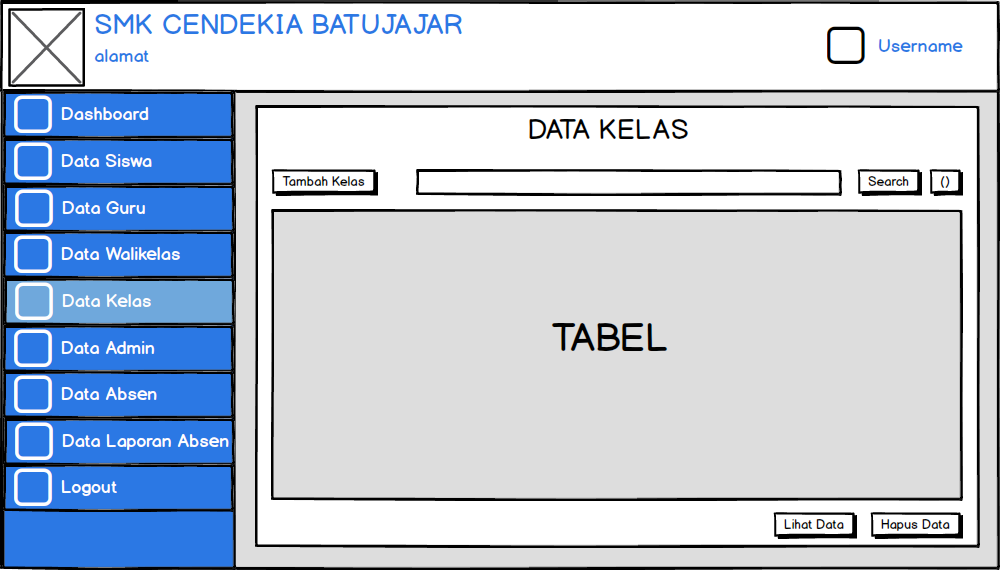 SMK CENDEKIA BATUJAJAR
alamat
Username
Dashboard
Data Siswa
Data Guru
Data Walikelas
Data Kelas
Data Admin
Data Absen
Data Laporan Absen
Logout
DATA KELAS
Tambah Kelas
Search
()
TABEL
Lihat Data
Hapus Data